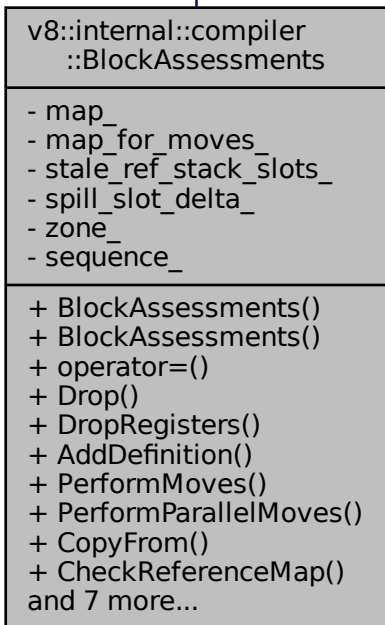 v8::internal::compiler
::BlockAssessments
- map_
- map_for_moves_
- stale_ref_stack_slots_
- spill_slot_delta_
- zone_
- sequence_
+ BlockAssessments()
+ BlockAssessments()
+ operator=()
+ Drop()
+ DropRegisters()
+ AddDefinition()
+ PerformMoves()
+ PerformParallelMoves()
+ CopyFrom()
+ CheckReferenceMap()
and 7 more...